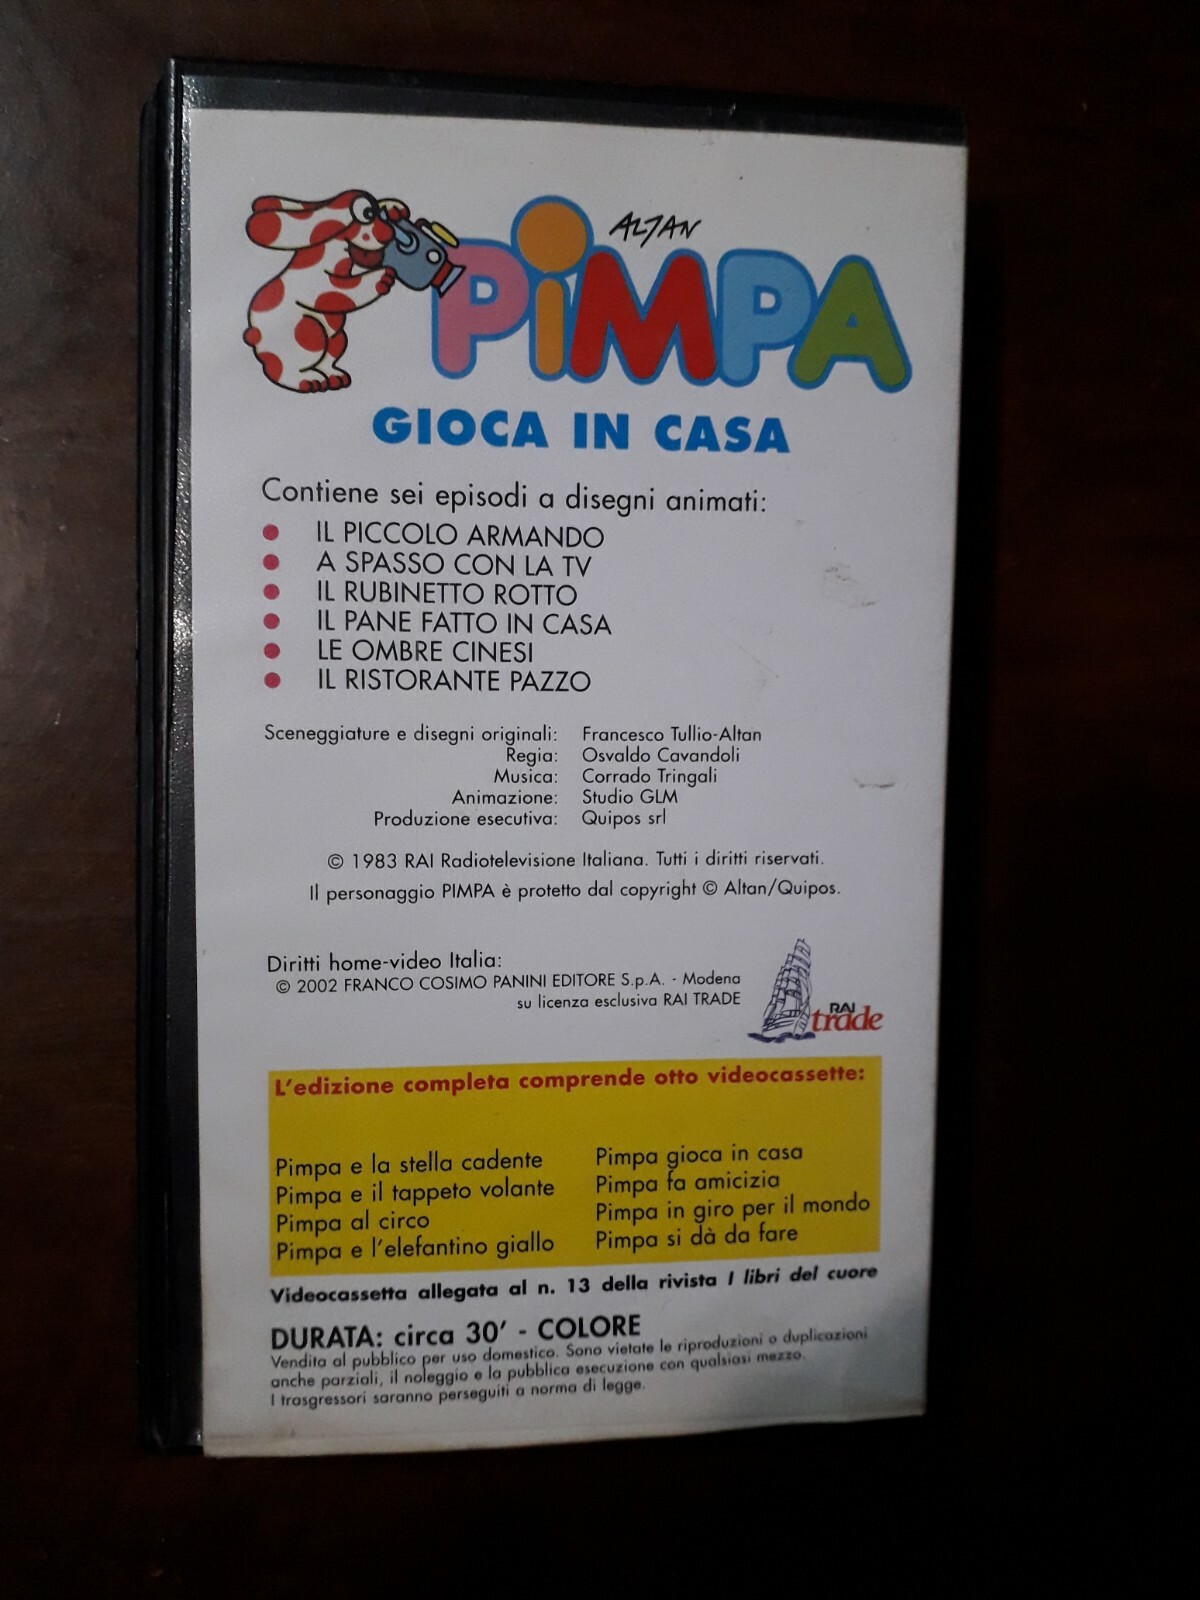 ALTAN
PiMPA
GIOCA IN CASA
Contiene sei episodi a disegni animati:
● IL PICCOLO ARMANDO
● A SPASSO CON LA TV
● IL RUBINETTO ROTTO
● IL PANE FATTO IN CASA
● LE OMBRE CINESI
● IL RISTORANTE PAZZO
Sceneggiature e disegni originali: Francesco Tullio-Altan
Regia: Osvaldo Cavandoli
Musica: Corrado Tringali
Animazione: Studio GLM
Produzione esecutiva: Quipos srl
© 1983 RAI Radiotelevisione Italiana. Tutti i diritti riservati.
Il personaggio PIMPA è protetto dal copyright © Altan/Quipos.
Diritti home-video Italia:
© 2002 FRANCO COSIMO PANINI EDITORE S.p.A. - Modena
su licenza esclusiva RAI TRADE
RAI
trade
L'edizione completa comprende otto videocassette:
Pimpa e la stella cadente
Pimpa e il tappeto volante
Pimpa al circo
Pimpa e l'elefantino giallo
Pimpa gioca in casa
Pimpa fa amicizia
Pimpa in giro per il mondo
Pimpa si dà da fare
Videocassetta allegata al n. 13 della rivista I libri del cuore
DURATA: circa 30' - COLORE
Vendita al pubblico per uso domestico. Sono vietate le riproduzioni o duplicazioni
anche parziali, il noleggio e la pubblica esecuzione con qualsiasi mezzo.
I trasgressori saranno perseguiti a norma di legge.